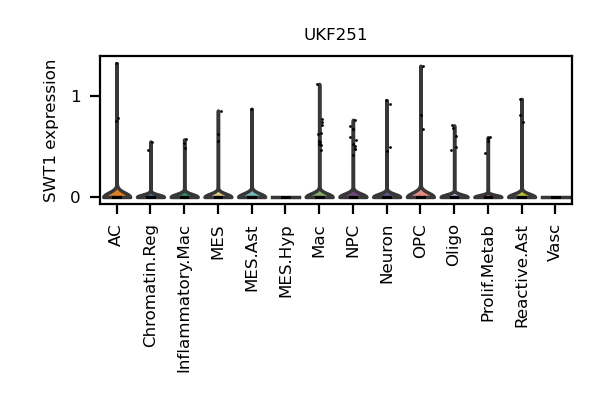 UKF251
SWT1 expression
1
0
AC
Chromatin.Reg
Inflammatory.Mac
MES
MES.Ast
MES.Hyp
Mac
NPC
Neuron
OPC
Oligo
Prolif.Metab
Reactive.Ast
Vasc